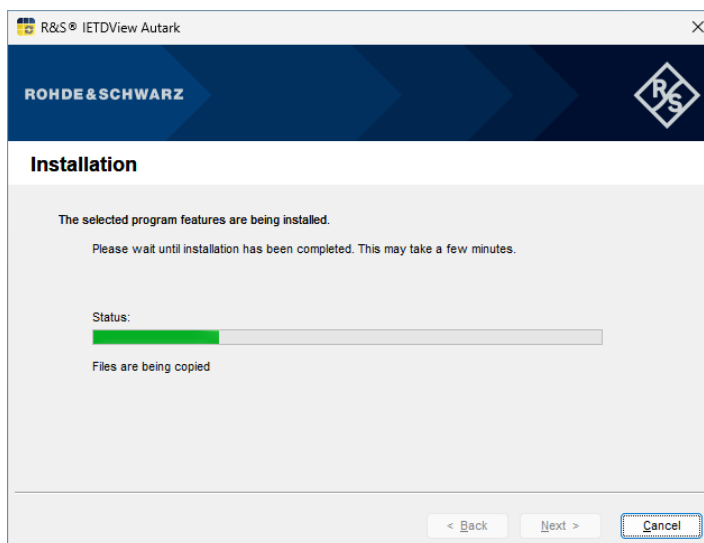 R&S® IETDView Autark
ROHDE&SCHWARZ
R/S
Installation
The selected program features are being installed.
Please wait until installation has been completed. This may take a few minutes.
Status:
Files are being copied
< Back
Next >
Cancel